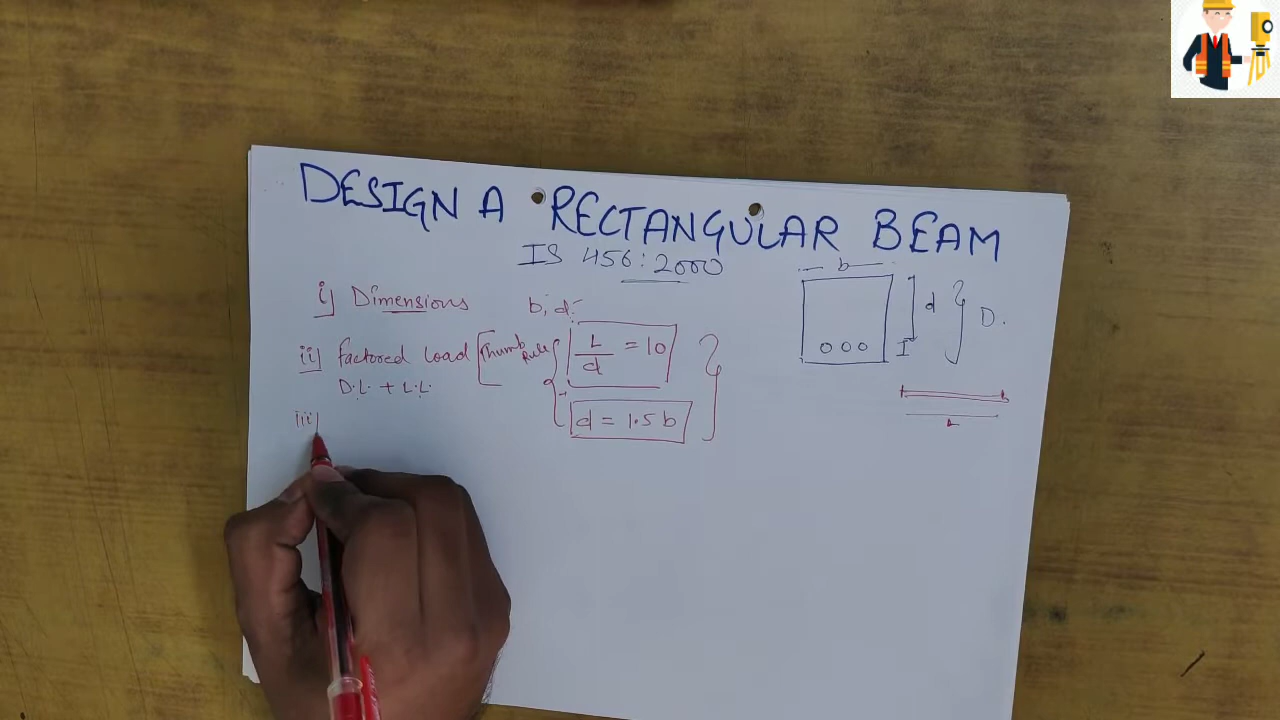 DESIGN A RECTANGULAR BEAM
IS 456:2000
i) Dimensions b, d:
ii) Factored Load [Thumb Rule L/d = 10
D.L. + L.L.
d = 1.5 b
iii)
b
d
D.
L